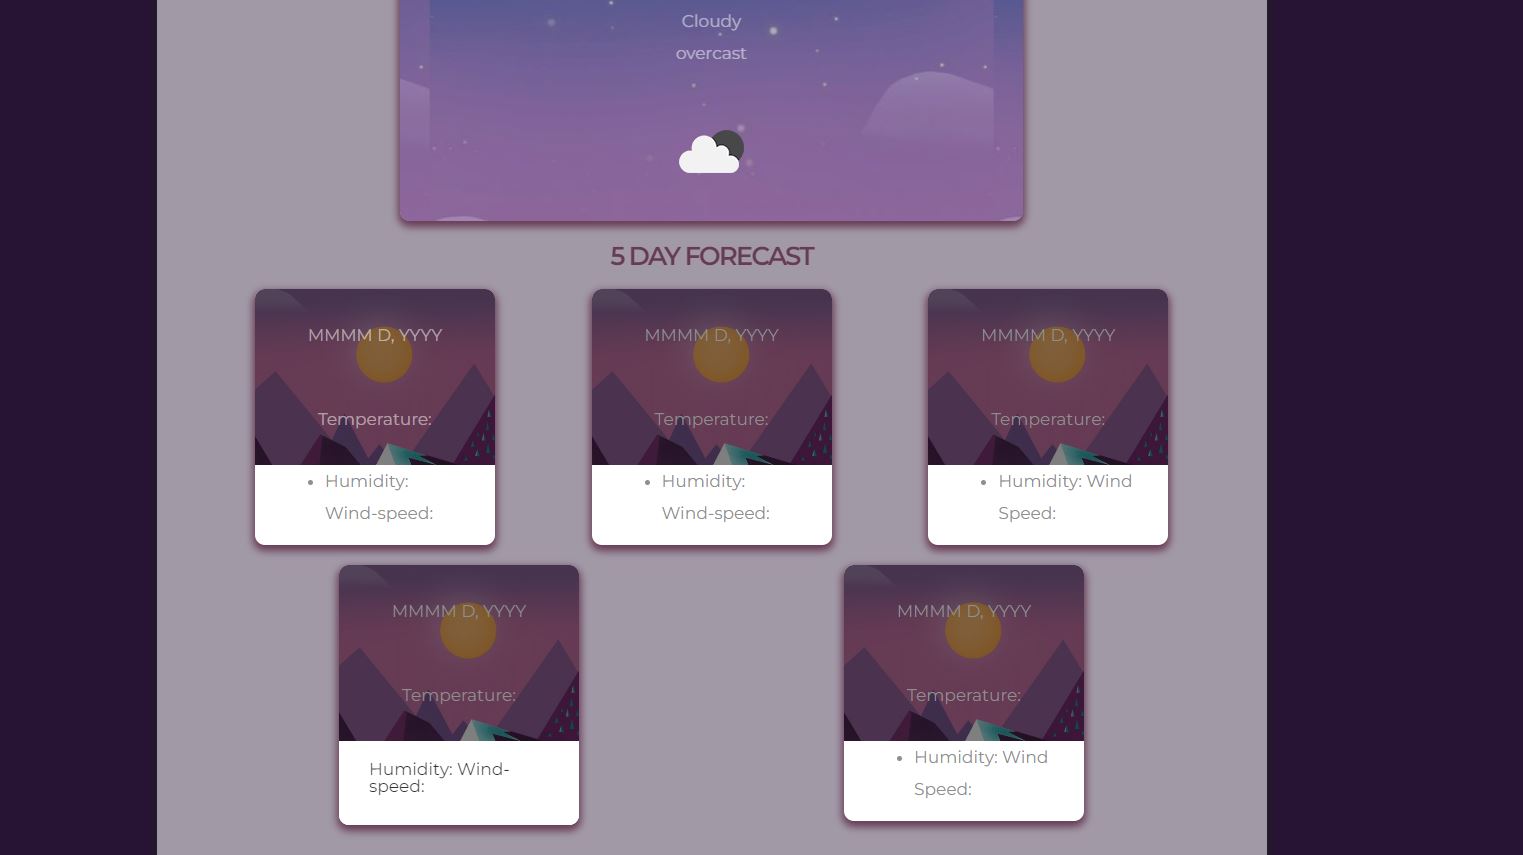 Cloudy
overcast
5 DAY FORECAST
MMMM D, YYYY
Temperature:
• Humidity:
Wind-speed:
MMMM D, YYYY
Temperature:
• Humidity:
Wind-speed:
MMMM D, YYYY
Temperature:
• Humidity: Wind
Speed:
MMMM D, YYYY
Temperature:
Humidity: Wind-
speed:
MMMM D, YYYY
Temperature:
• Humidity: Wind
Speed: